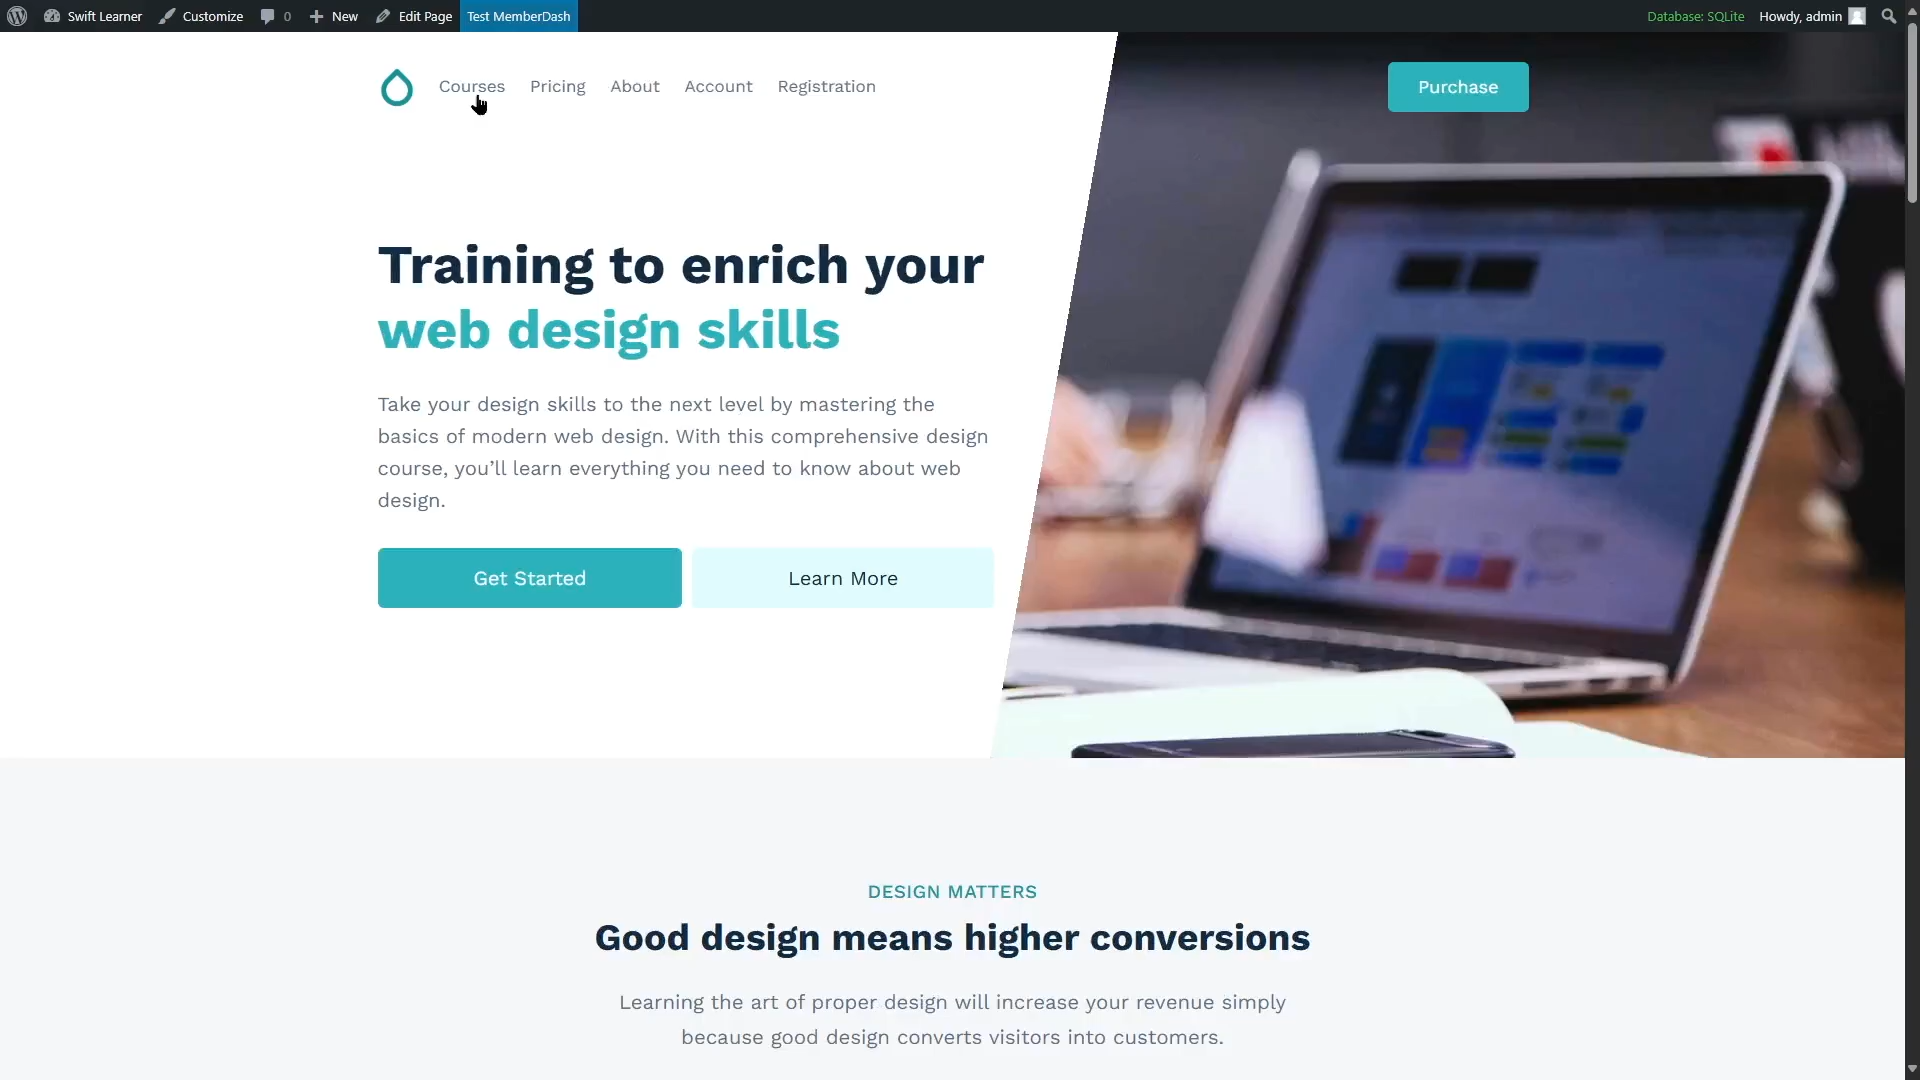 Swift Learner Customize 0 New Edit Page Test MemberDash Database: SQLite Howdy, admin
Courses Pricing About Account Registration Purchase
Training to enrich your
web design skills
Take your design skills to the next level by mastering the
basics of modern web design. With this comprehensive design
course, you’ll learn everything you need to know about web
design.
Get Started Learn More
DESIGN MATTERS
Good design means higher conversions
Learning the art of proper design will increase your revenue simply
because good design converts visitors into customers.